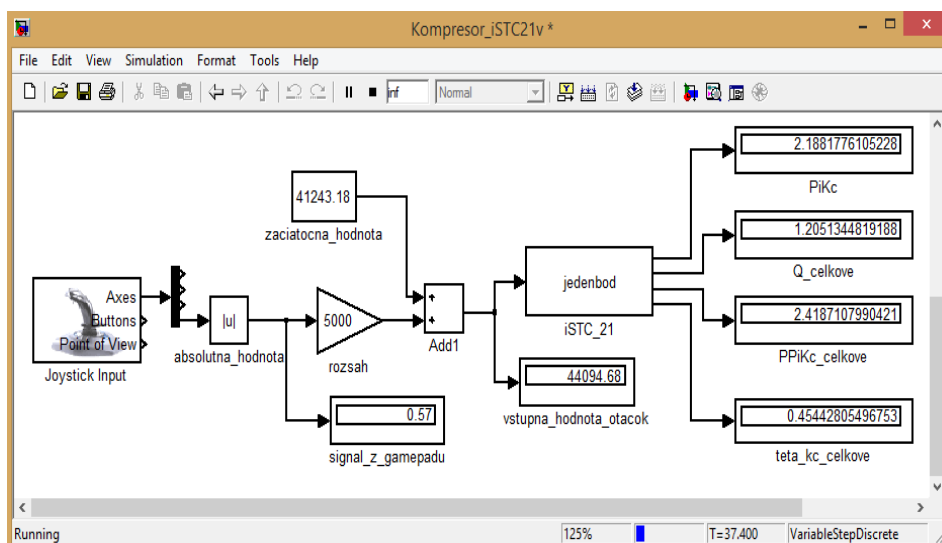 Kompresor_iSTC21v *
File Edit View Simulation Format Tools Help
inf Normal
41243.18
zaciatocna_hodnota
2.1881776105228
PiKc
1.2051344819188
Q_celkove
jedenbod
iSTC_21
2.4187107990421
PPiKc_celkove
0.45442805496753
teta_kc_celkove
Axes
Buttons
Point of View
Joystick Input
|u|
absolutna_hodnota
5000
rozsah
+
+
Add1
44094.68
vstupna_hodnota_otacok
0.57
signal_z_gamepadu
Running 125% T=37.400 VariableStepDiscrete